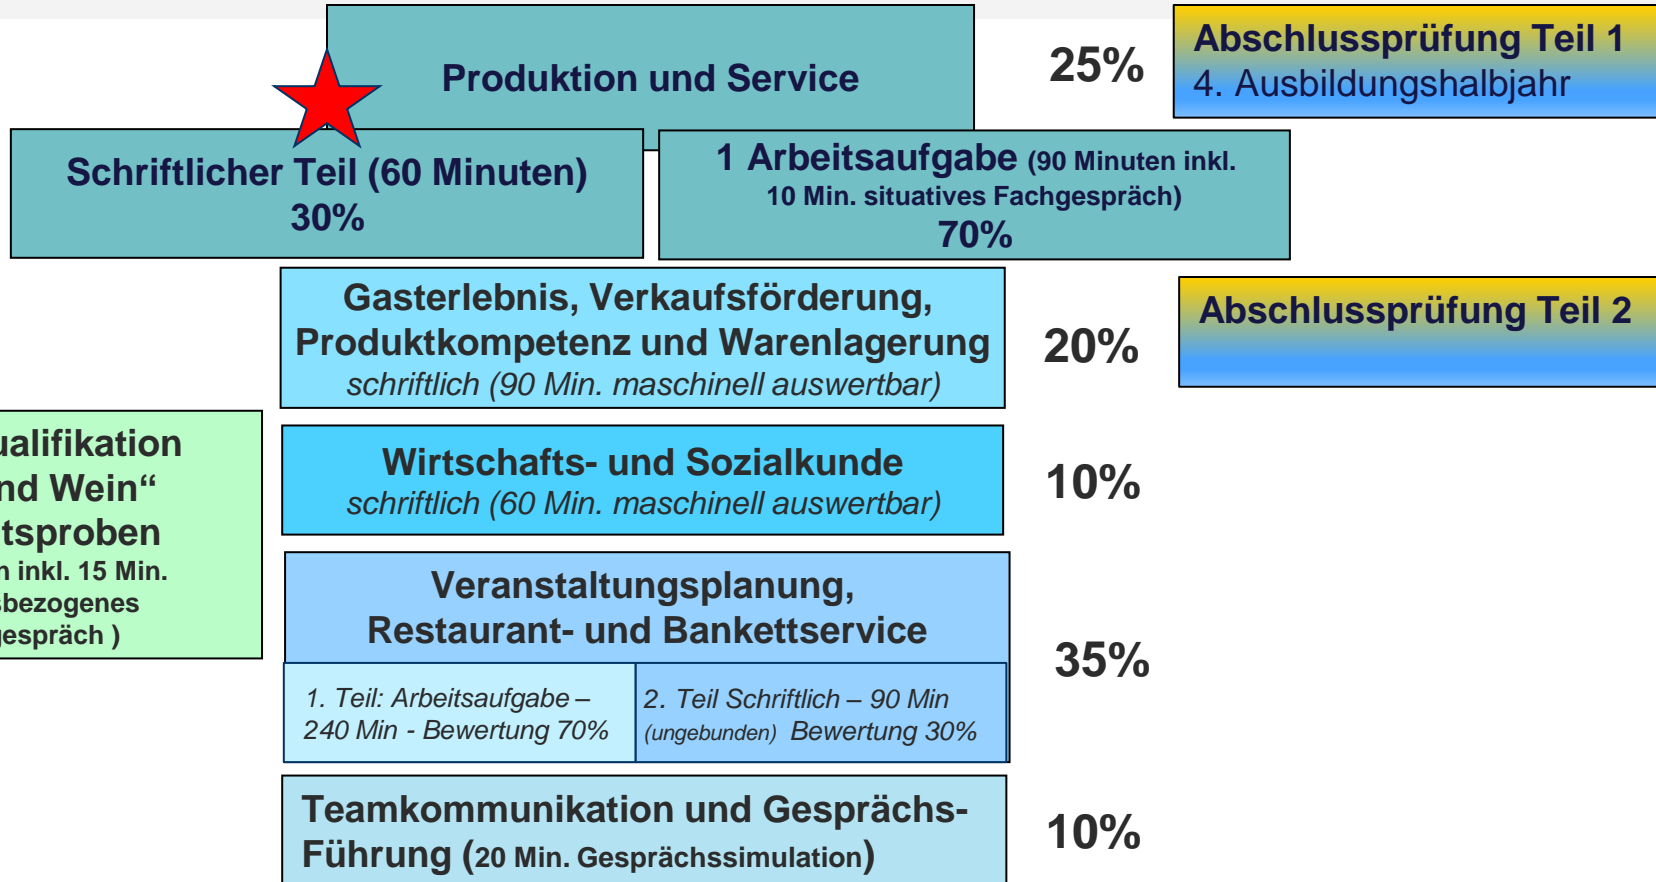 Produktion und Service
25%
Abschlussprüfung Teil 1
4. Ausbildungshalbjahr
Schriftlicher Teil (60 Minuten)
30%
1 Arbeitsaufgabe (90 Minuten inkl.
10 Min. situatives Fachgespräch)
70%
Gasterlebnis, Verkaufsförderung,
Produktkompetenz und Warenlagerung
schriftlich (90 Min. maschinell auswertbar)
20%
Abschlussprüfung Teil 2
ualifikation
nd Wein“
tsproben
n inkl. 15 Min.
sbezogenes
gespräch )
Wirtschafts- und Sozialkunde
schriftlich (60 Min. maschinell auswertbar)
10%
Veranstaltungsplanung,
Restaurant- und Bankettservice
35%
1. Teil: Arbeitsaufgabe –
240 Min - Bewertung 70%
2. Teil Schriftlich – 90 Min
(ungebunden) Bewertung 30%
Teamkommunikation und Gesprächs-
Führung (20 Min. Gesprächssimulation)
10%